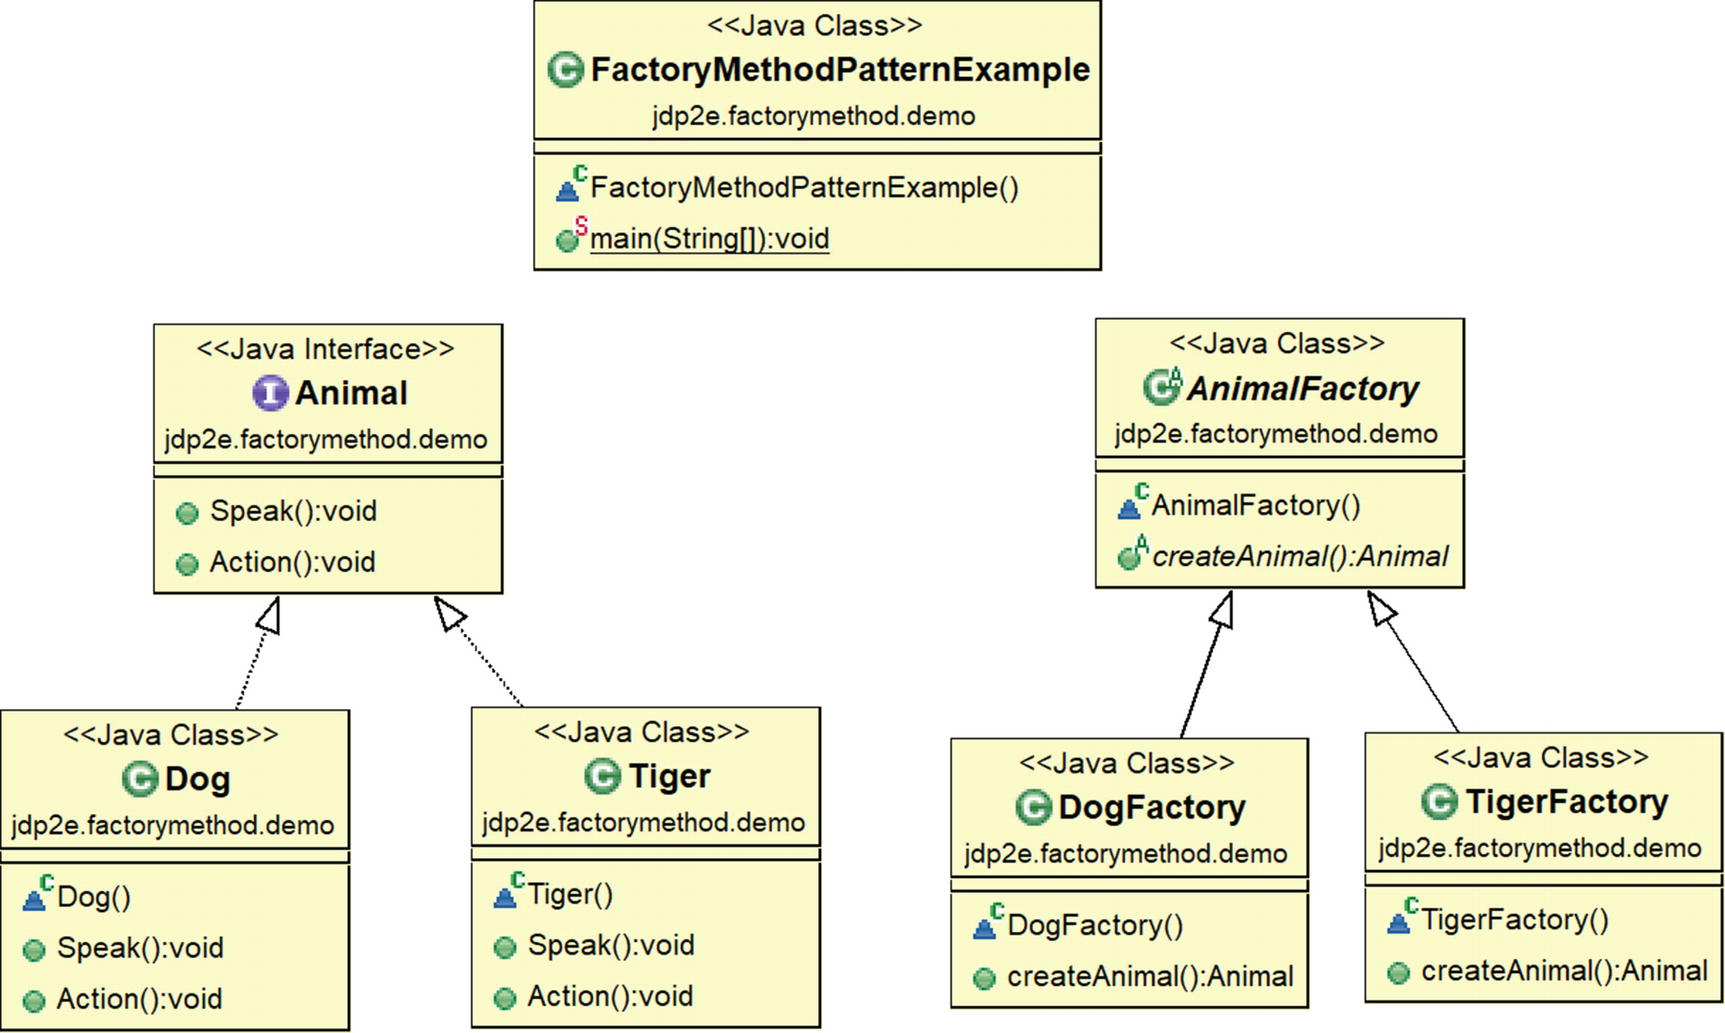 <<Java Class>>
FactoryMethodPatternExample
jdp2e.factorymethod.demo
FactoryMethodPatternExample()
main(String[]):void
<<Java Interface>>
Animal
jdp2e.factorymethod.demo
Speak():void
Action():void
<<Java Class>>
AnimalFactory
jdp2e.factorymethod.demo
AnimalFactory()
createAnimal():Animal
<<Java Class>>
Dog
jdp2e.factorymethod.demo
Dog()
Speak():void
Action():void
<<Java Class>>
Tiger
jdp2e.factorymethod.demo
Tiger()
Speak():void
Action():void
<<Java Class>>
DogFactory
jdp2e.factorymethod.demo
DogFactory()
createAnimal():Animal
<<Java Class>>
TigerFactory
jdp2e.factorymethod.demo
TigerFactory()
createAnimal():Animal